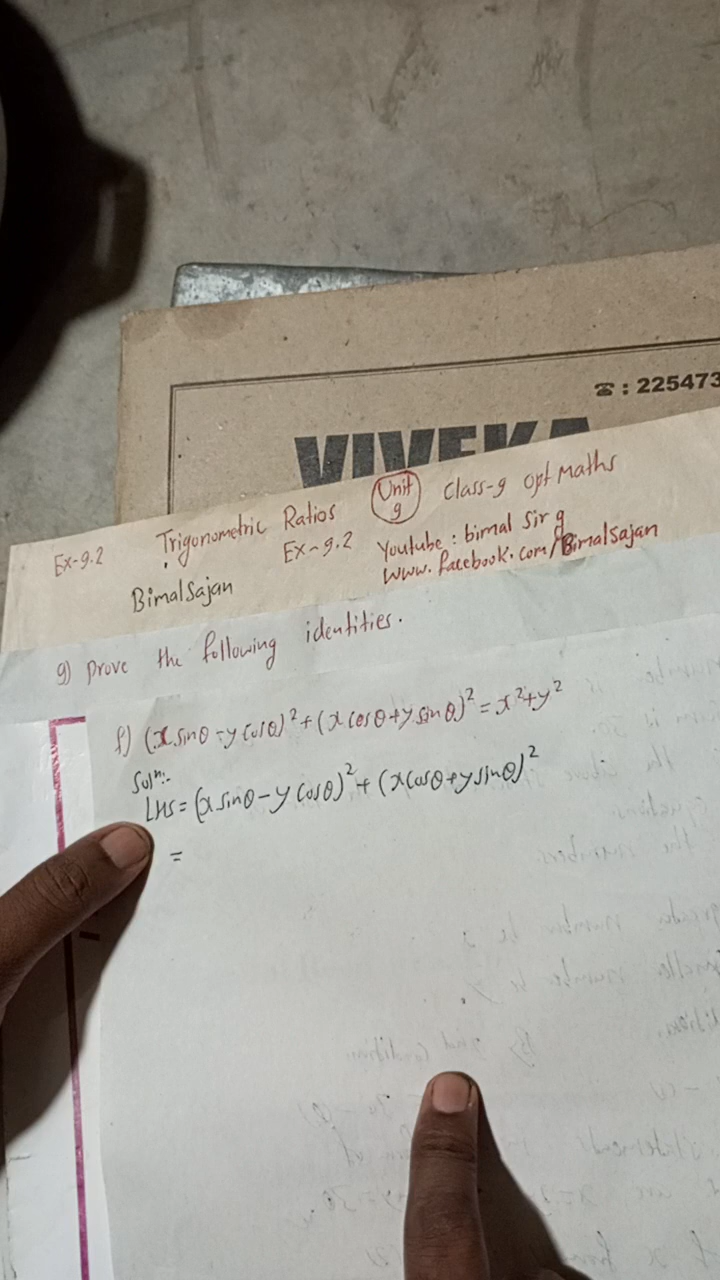 ☎ : 225473
VIVEKA
Trigonometric Ratios Unit 9 Class-9 opt Maths
Ex-9.2 Ex-9.2 Youtube : bimal Sir g
BimalSajan www.facebook.com/BimalSajan
9) prove the following identities.
f) (x sinθ - y cosθ)² + (x cosθ + y sinθ)² = x² + y²
Solⁿ:-
LHS = (x sinθ - y cosθ)² + (x cosθ + y sinθ)²
=